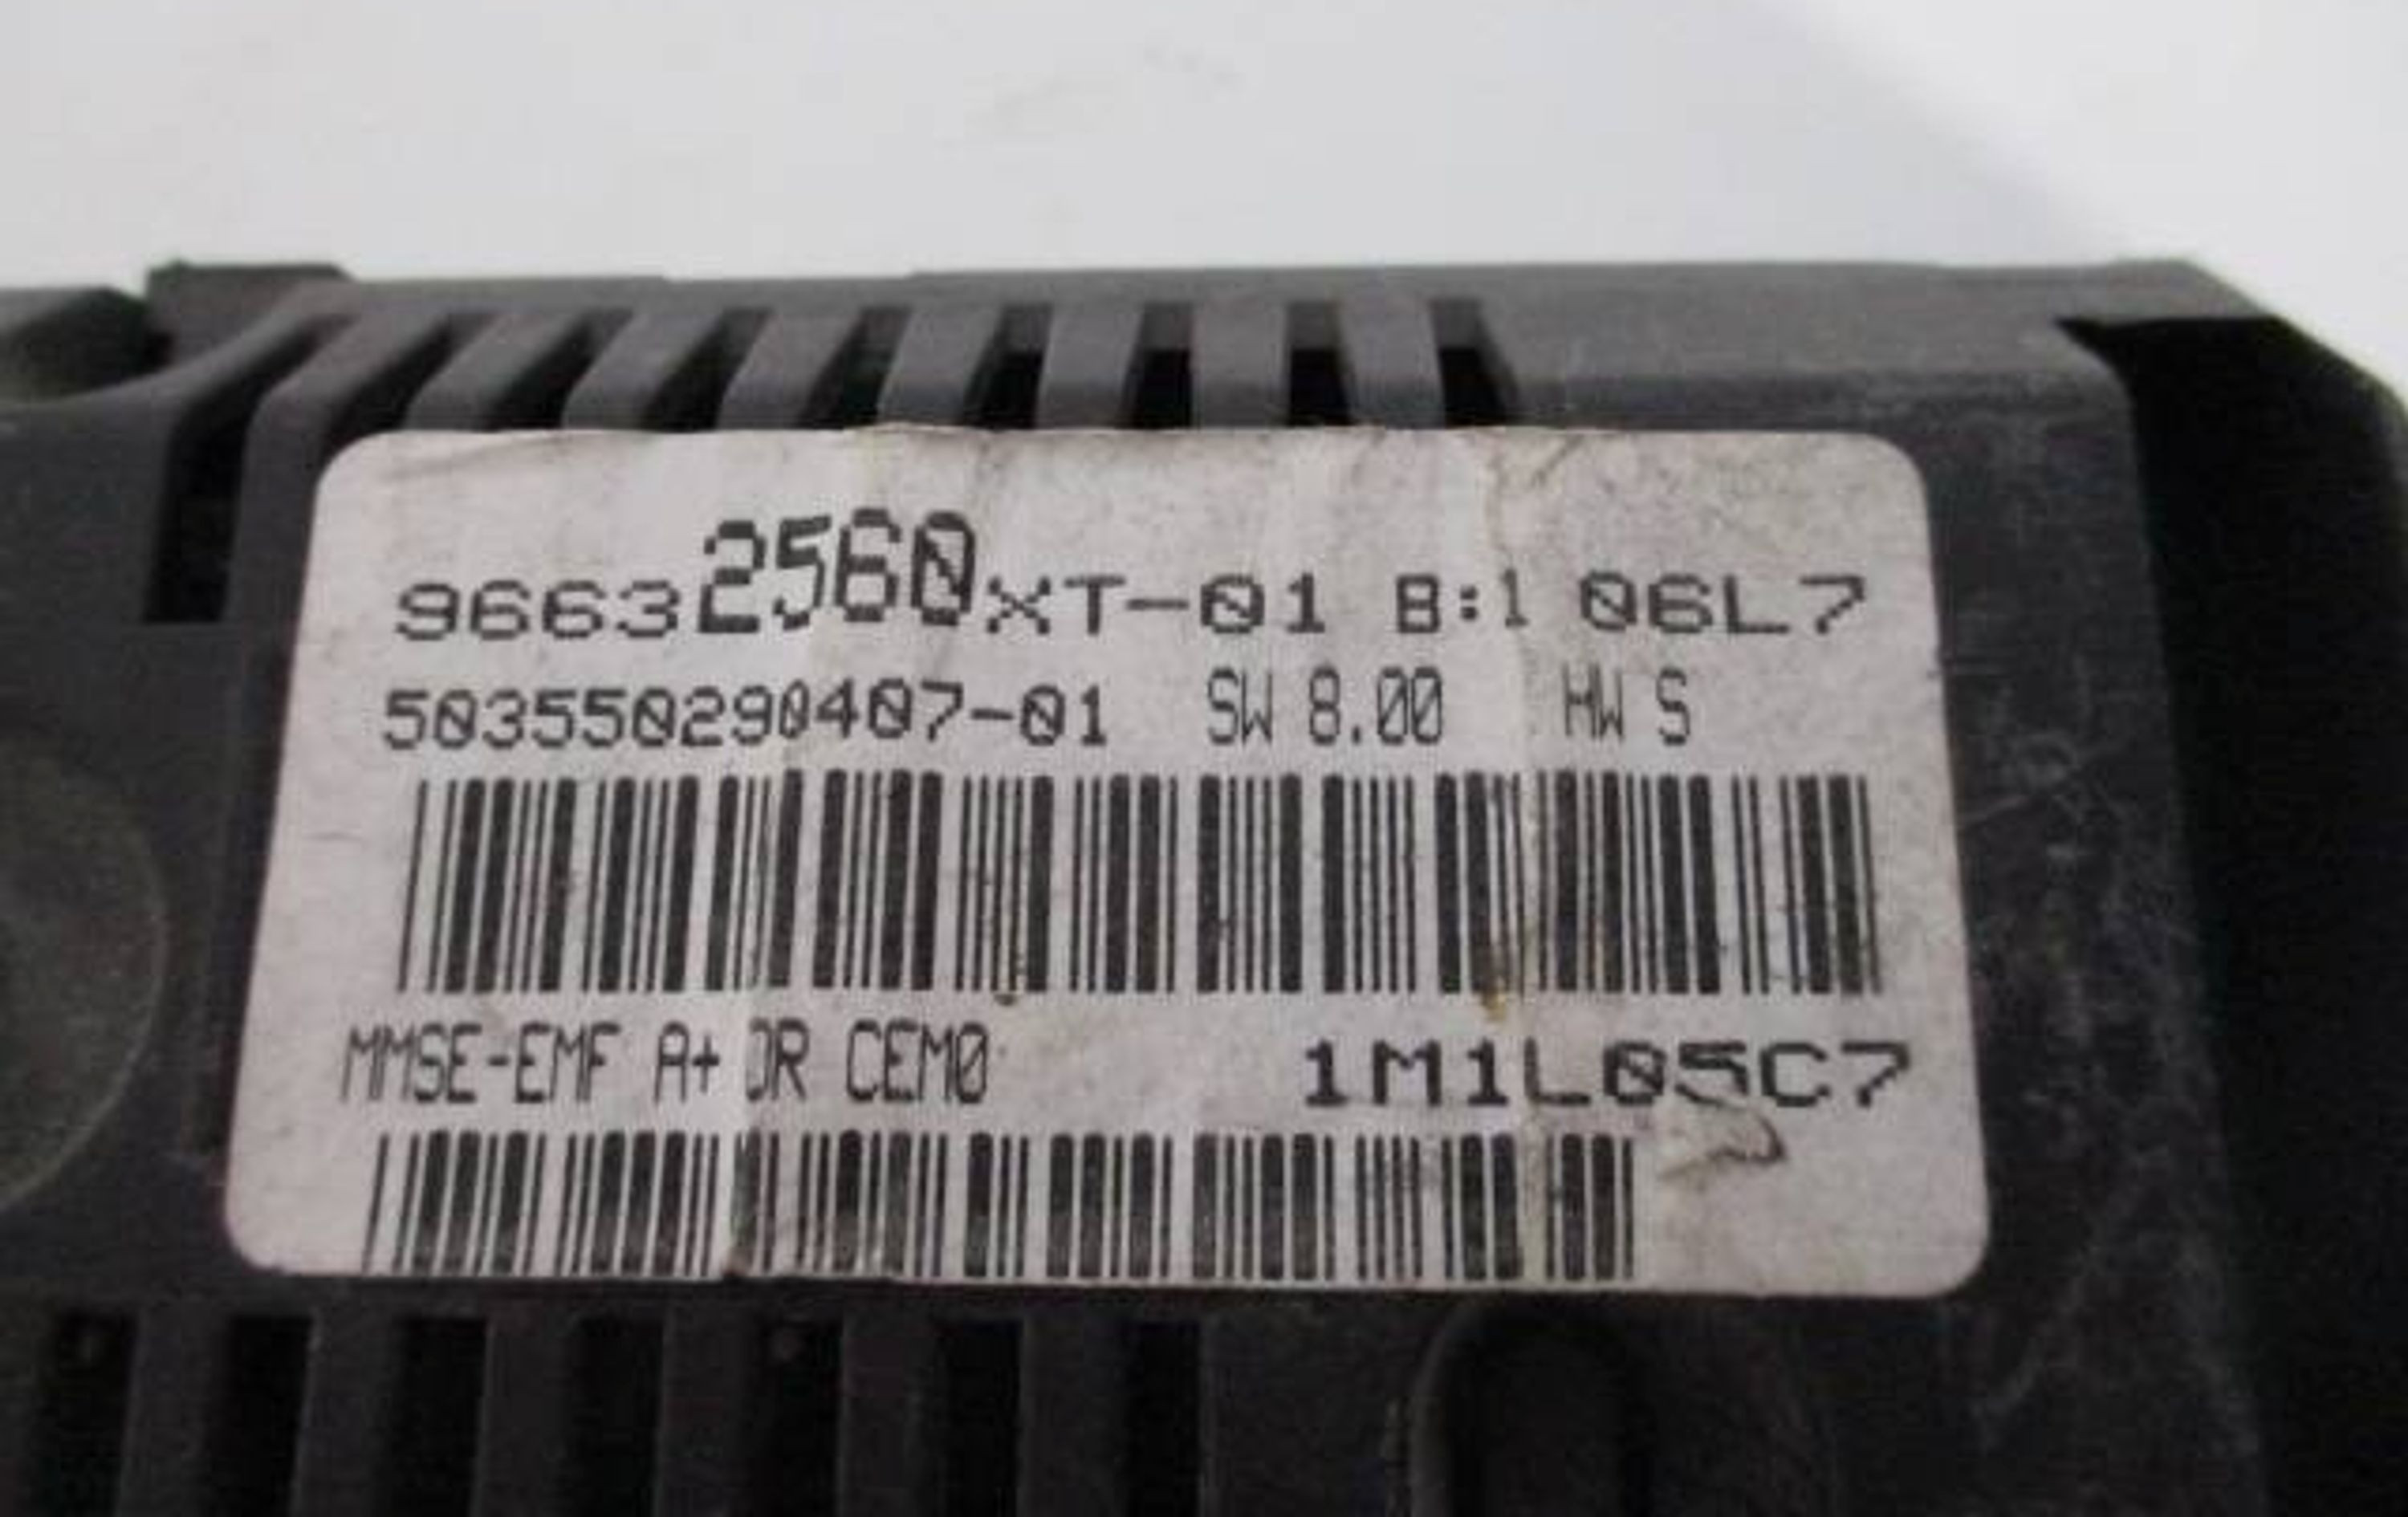 96632560XT-01 B:1 06L7
503550290407-01 SW 8.00 HW S
MMSE-EMF A+ DR CEM0 1M1L05C7